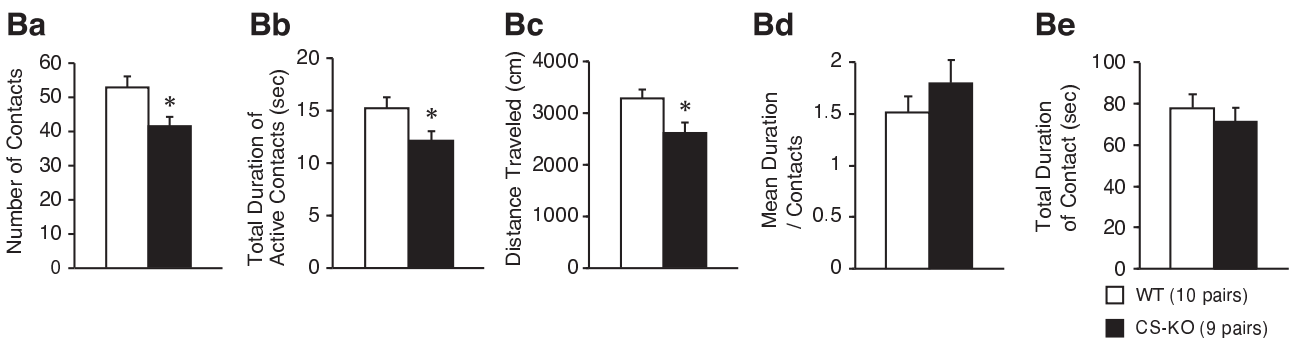 Ba
Number of Contacts
60
50
40
30
20
10
0
*
Bb
Total Duration of
Active Contacts (sec)
20
15
10
5
0
*
Bc
Distance Traveled (cm)
4000
3000
2000
1000
0
*
Bd
Mean Duration
/ Contacts
2
1.5
1
0.5
0
Be
Total Duration
of Contact (sec)
100
80
60
40
20
0
WT (10 pairs)
CS-KO (9 pairs)